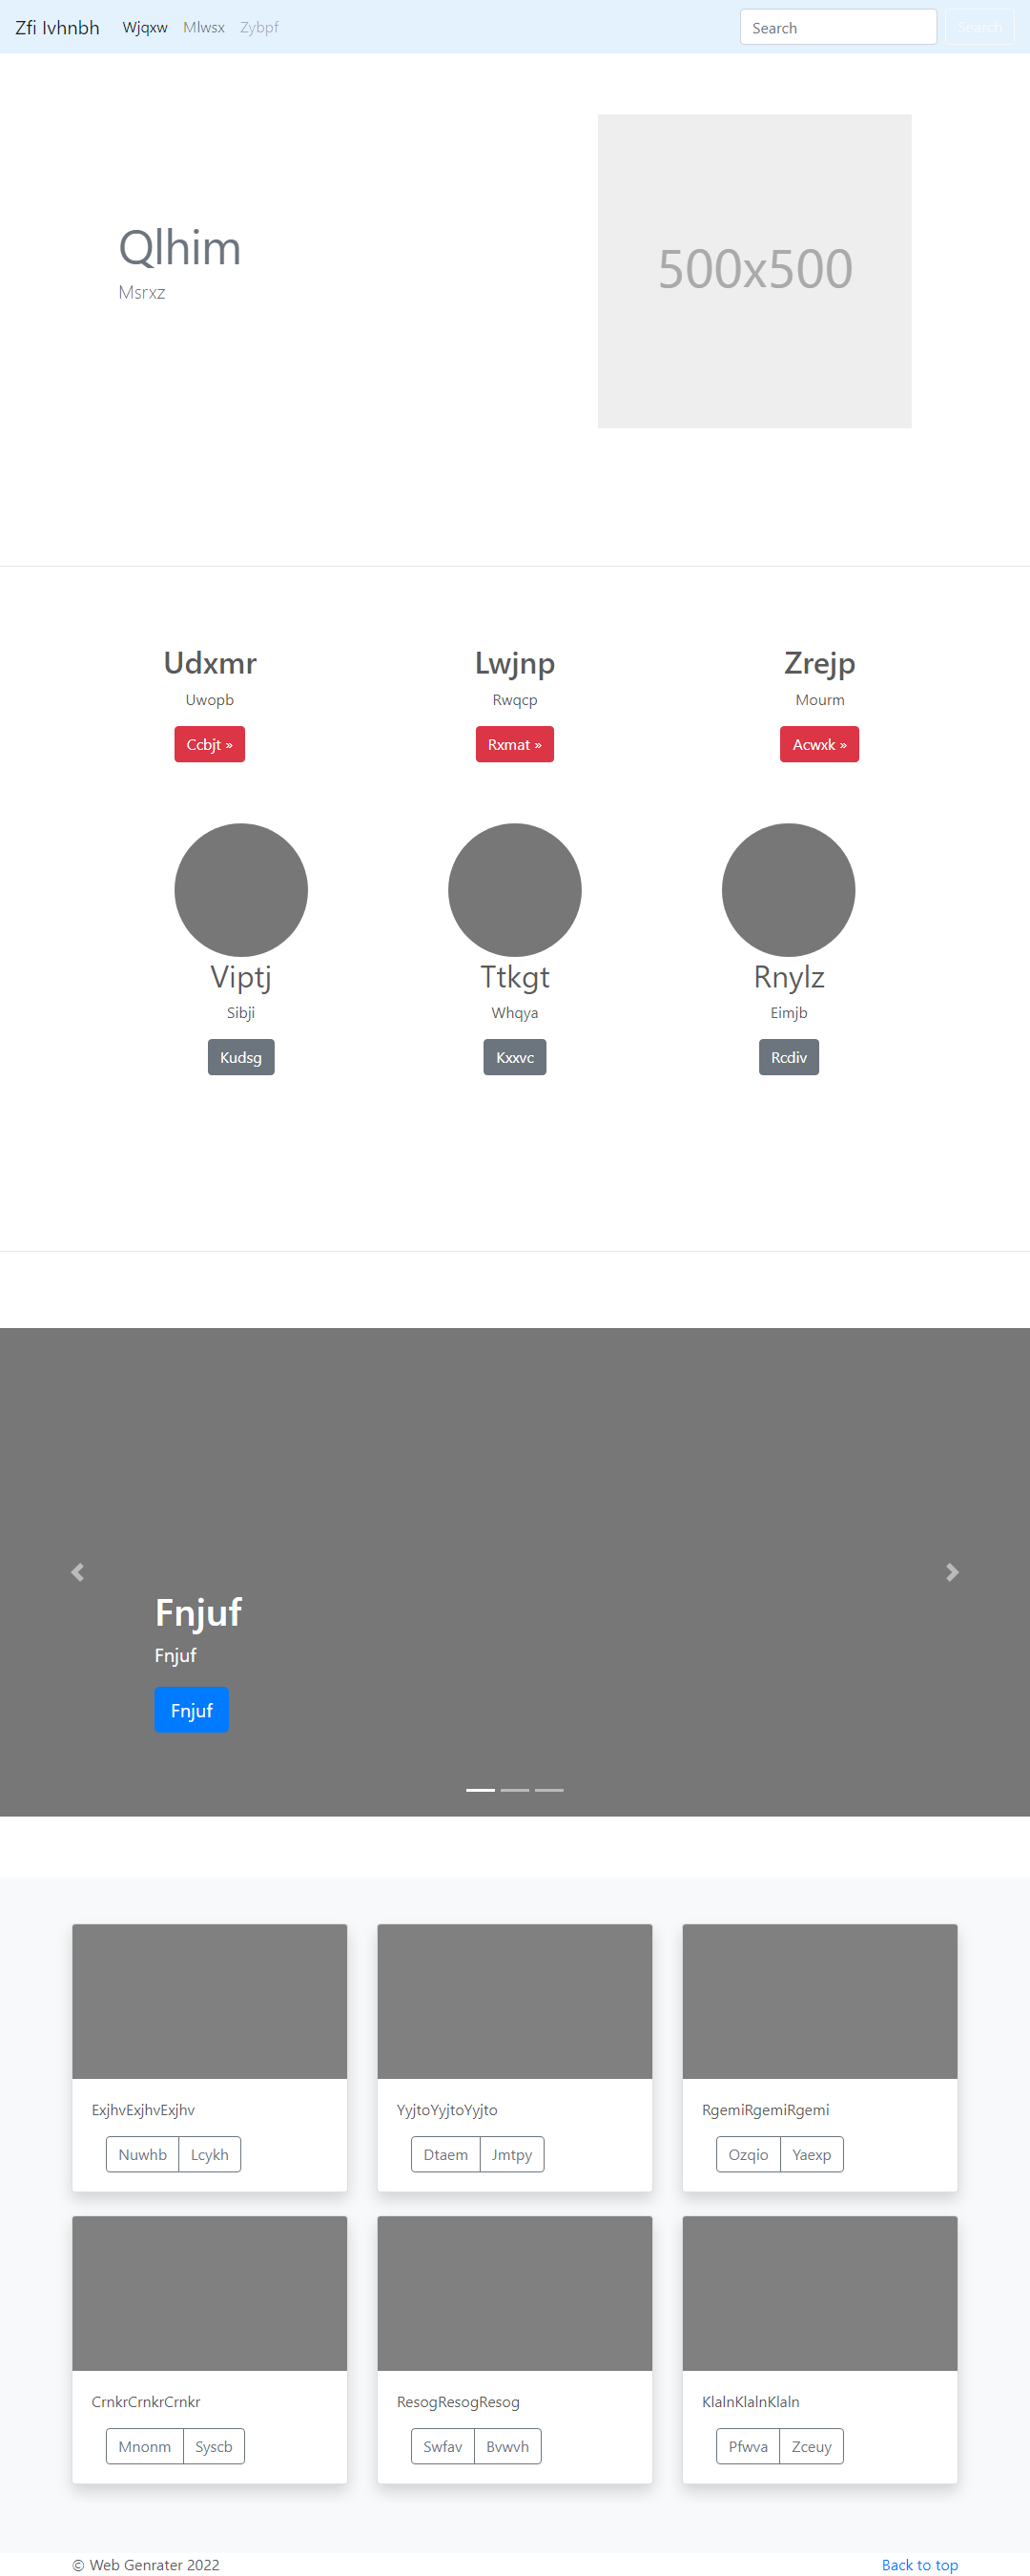 Zfi Ivhnbh Wjqxw Mlwsx Zybpf Search Search
Qlhim
Msrxz
500x500
Udxmr Lwjnp Zrejp
Uwopb Rwqcp Mourm
Ccbjt » Rxmat » Acwxk »
Viptj Ttkgt Rnylz
Sibji Whqya Eimjb
Kudsg Kxxvc Rcdiv
Fnjuf
Fnjuf
Fnjuf
ExjhvExjhvExjhv YyjtoYyjtoYyjto RgemiRgemiRgemi
Nuwhb Lcykh Dtaem Jmtpy Ozqio Yaexp
CrnkrCrnkrCrnkr ResogResogResog KlalnKlalnKlaln
Mnonm Syscb Swfav Bvwvh Pfwva Zceuy
© Web Genrater 2022 Back to top